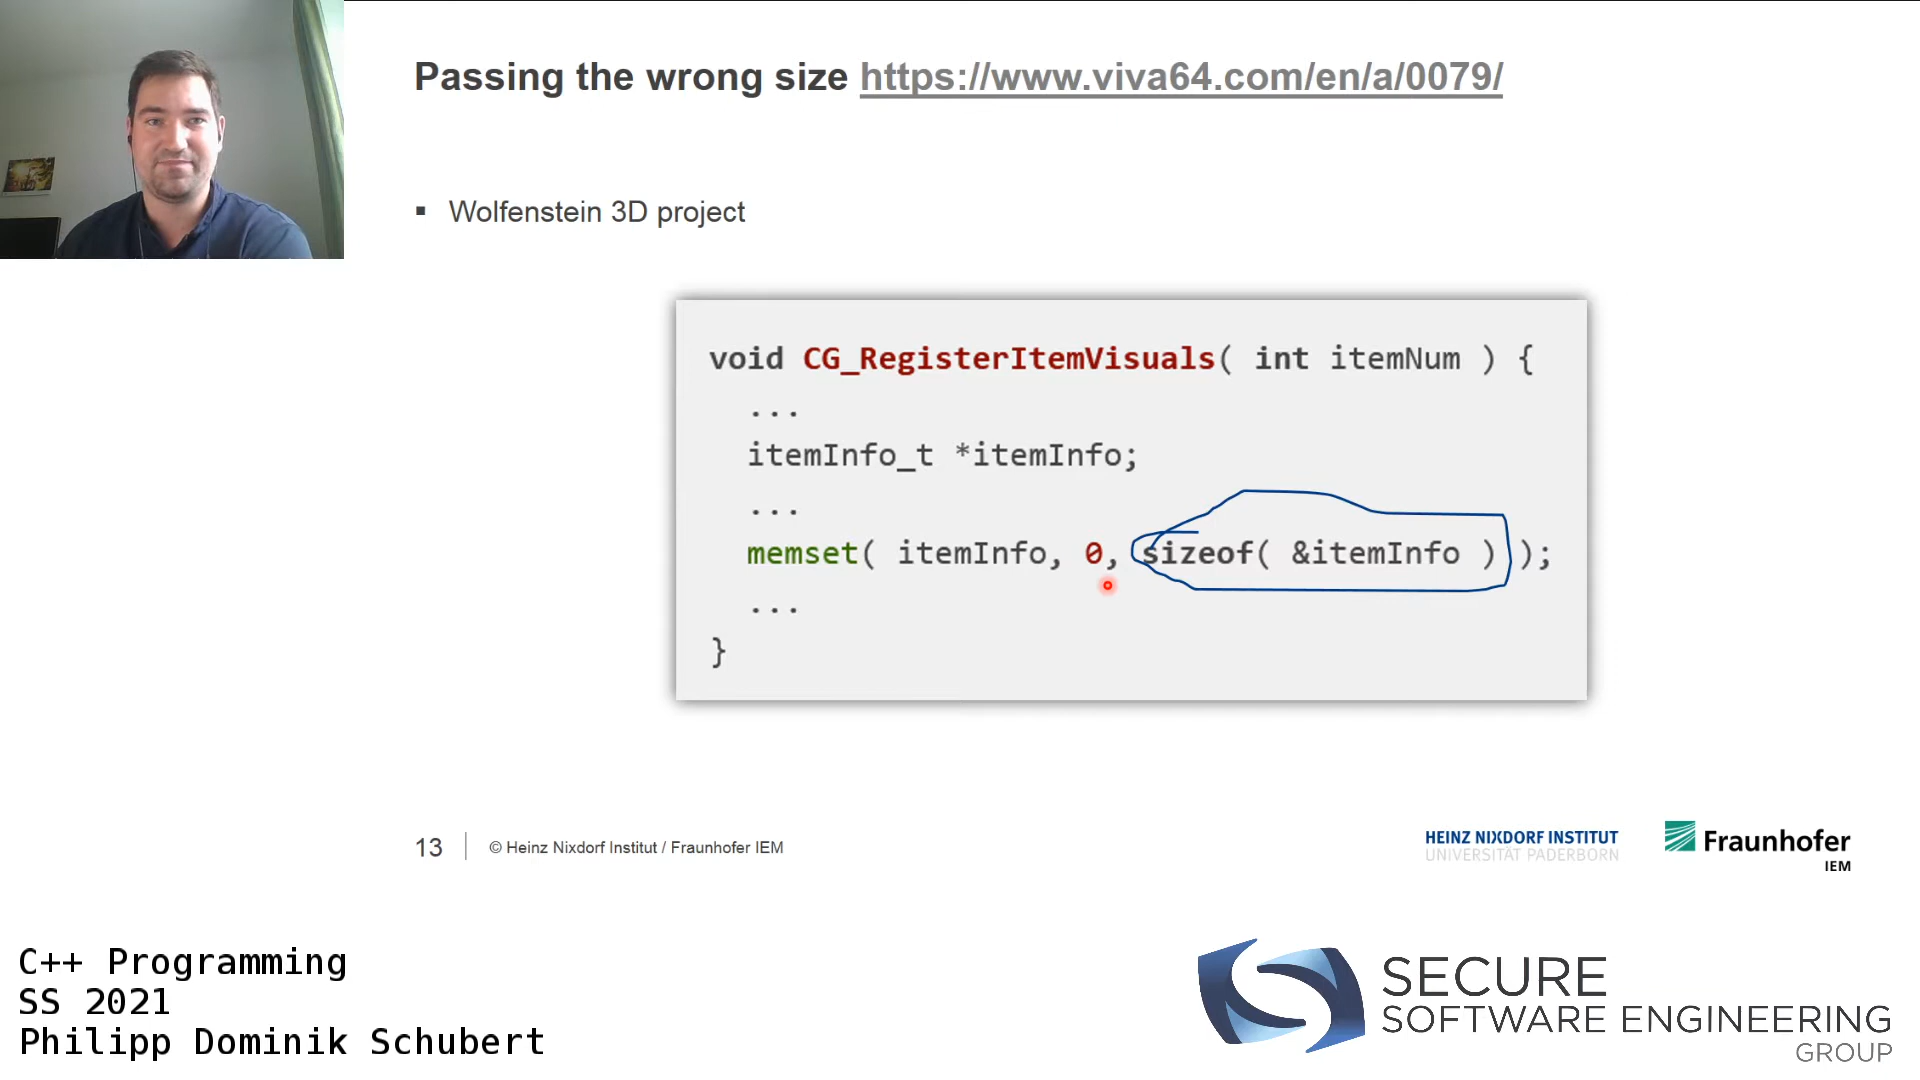 Passing the wrong size https://www.viva64.com/en/a/0079/
▪ Wolfenstein 3D project
void CG_RegisterItemVisuals( int itemNum ) {
...
itemInfo_t *itemInfo;
...
memset( itemInfo, 0, sizeof( &itemInfo ) );
...
}
13 © Heinz Nixdorf Institut / Fraunhofer IEM
HEINZ NIXDORF INSTITUT
UNIVERSITÄT PADERBORN
Fraunhofer
IEM
C++ Programming
SS 2021
Philipp Dominik Schubert
SECURE
SOFTWARE ENGINEERING
GROUP